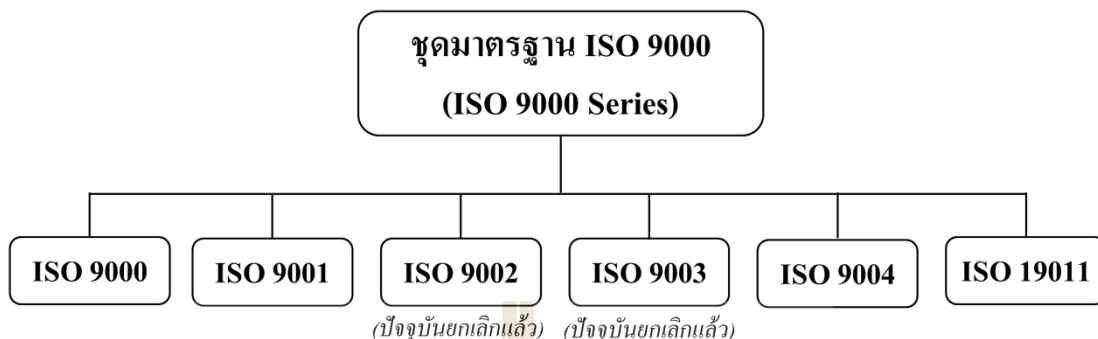 ชุดมาตรฐาน ISO 9000
(ISO 9000 Series)
ISO 9000
ISO 9001
ISO 9002
ISO 9003
ISO 9004
ISO 19011
(ปัจจุบันยกเลิกแล้ว)
(ปัจจุบันยกเลิกแล้ว)